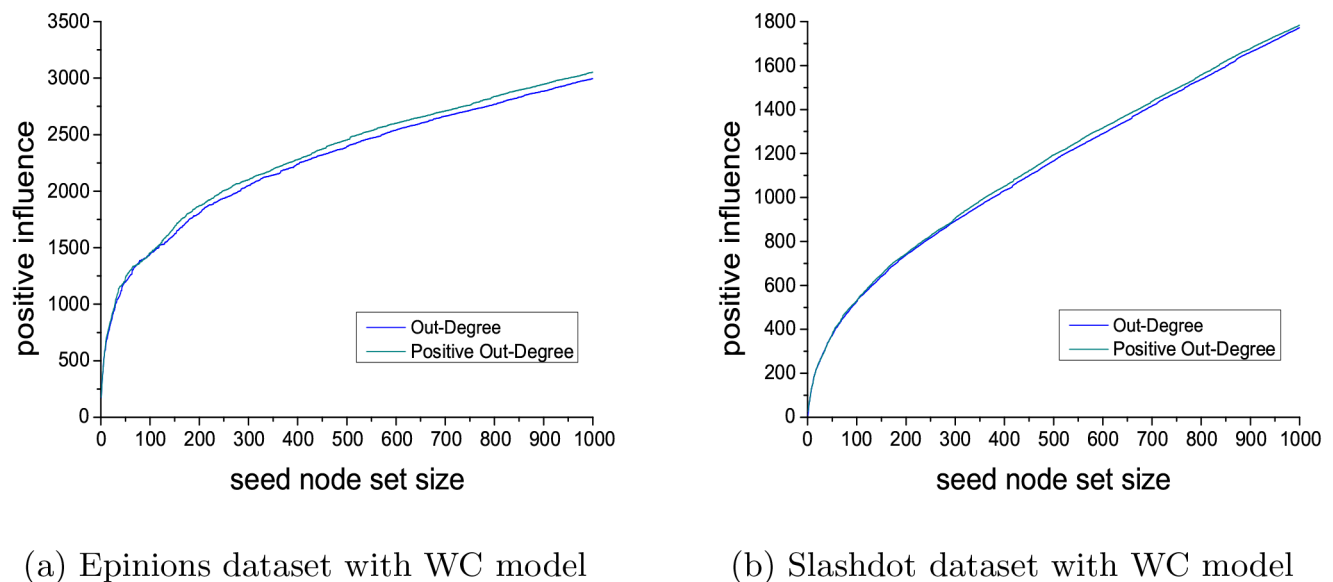 3500
3000
2500
2000
1500
1000
500
0
positive influence
Out-Degree
Positive Out-Degree
0 100 200 300 400 500 600 700 800 900 1000
seed node set size
(a) Epinions dataset with WC model
1800
1600
1400
1200
1000
800
600
400
200
0
positive influence
Out-Degree
Positive Out-Degree
0 100 200 300 400 500 600 700 800 900 1000
seed node set size
(b) Slashdot dataset with WC model